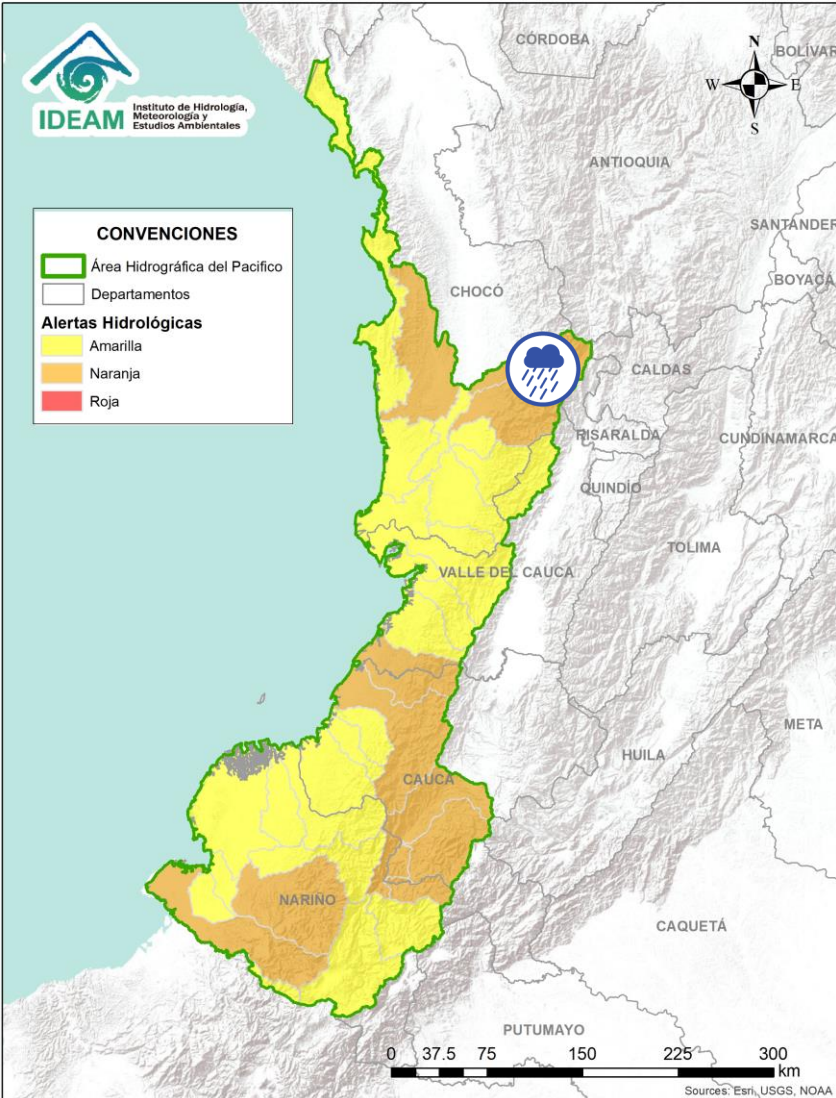 IDEAM
Instituto de Hidrología,
Meteorología y
Estudios Ambientales
N
W
E
S
CONVENCIONES
Área Hidrográfica del Pacifico
Departamentos
Alertas Hidrológicas
Amarilla
Naranja
Roja
CÓRDOBA
BOLÍVAR
ANTIOQUIA
SANTANDER
BOYACÁ
CHOCÓ
CALDAS
RISARALDA
CUNDINAMARCA
QUINDÍO
TOLIMA
VALLE DEL CAUCA
META
HUILA
CAUCA
NARIÑO
CAQUETÁ
PUTUMAYO
0 37.5 75 150 225 300
km
Sources: Esri, USGS, NOAA